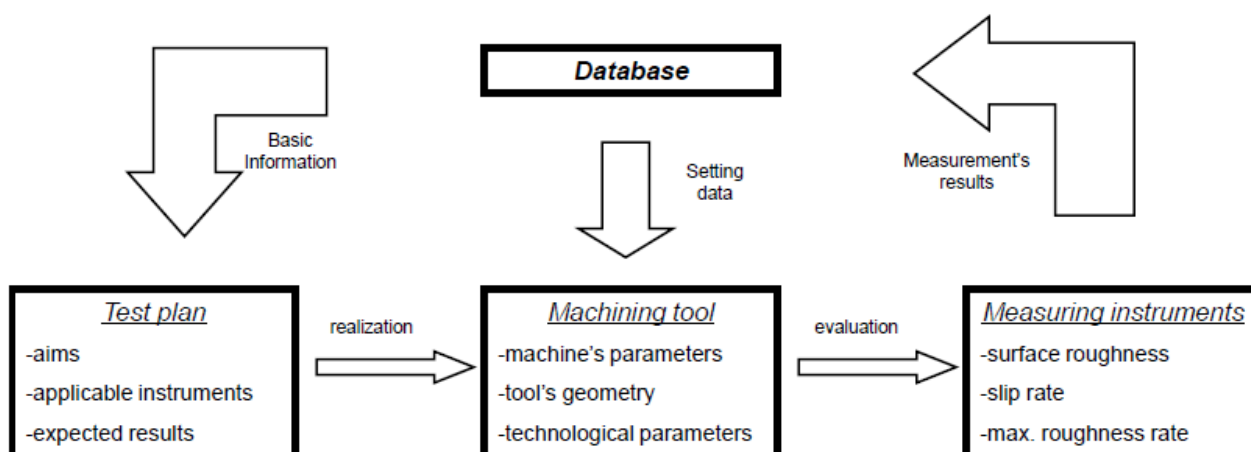 Database
Basic
Information
Setting
data
Measurement's
results
Test plan
-aims
-applicable instruments
-expected results
realization
Machining tool
-machine's parameters
-tool's geometry
-technological parameters
evaluation
Measuring instruments
-surface roughness
-slip rate
-max. roughness rate